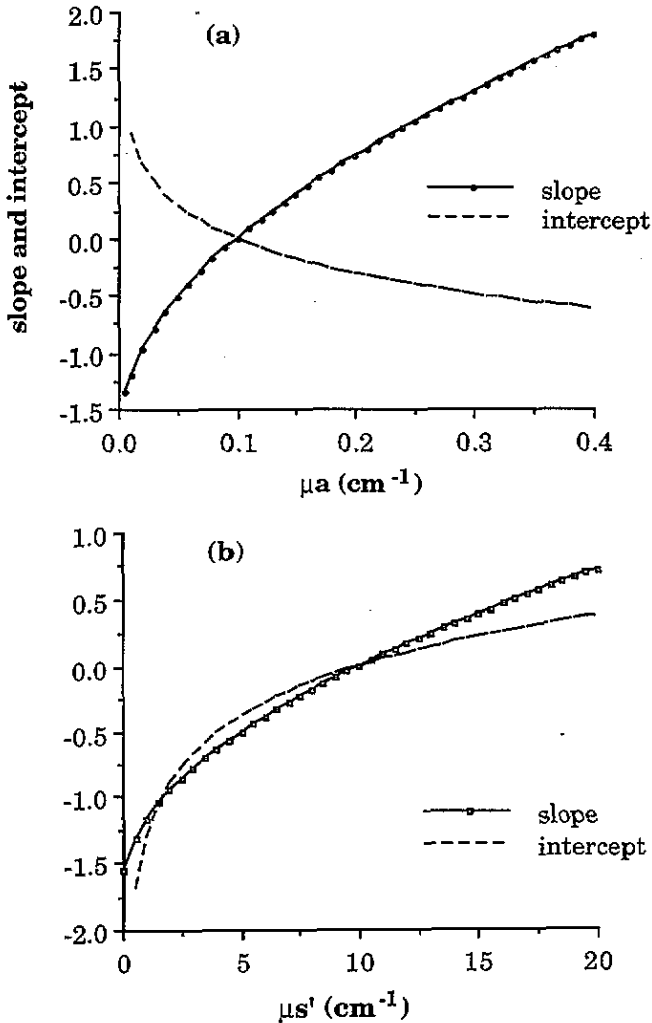 (a)
slope and intercept
2.0
1.5
1.0
0.5
0.0
-0.5
-1.0
-1.5
slope
intercept
0.0 0.1 0.2 0.3 0.4
μa (cm⁻¹)
(b)
1.0
0.5
0.0
-0.5
-1.0
-1.5
-2.0
slope
intercept
0 5 10 15 20
μs' (cm⁻¹)